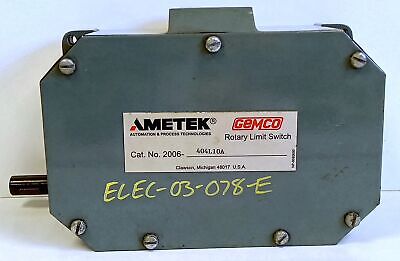 AMETEK®
AUTOMATION & PROCESS TECHNOLOGIES
GEMCO
Rotary Limit Switch
Cat. No. 2006- 404L10A
Clawson, Michigan 48017 U.S.A.
ELEC-03-078-E